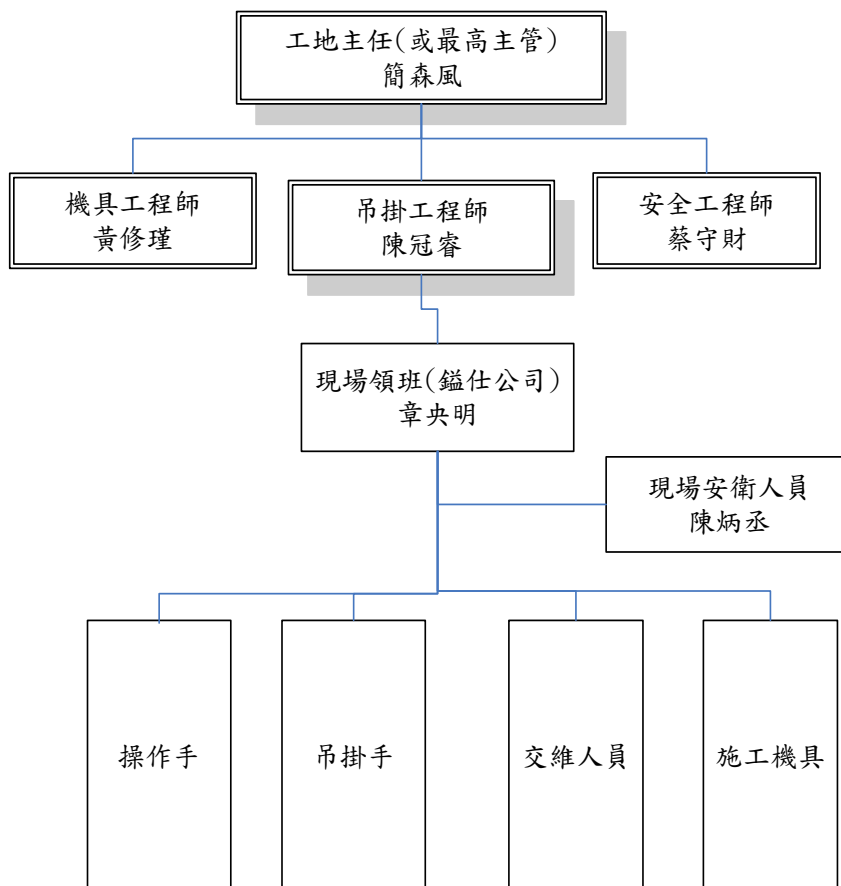 工地主任(或最高主管)
簡森風
機具工程師
黃修瑾
吊掛工程師
陳冠睿
安全工程師
蔡守財
現場領班(鎰仕公司)
章央明
現場安衛人員
陳炳丞
操作手
吊掛手
交維人員
施工機具